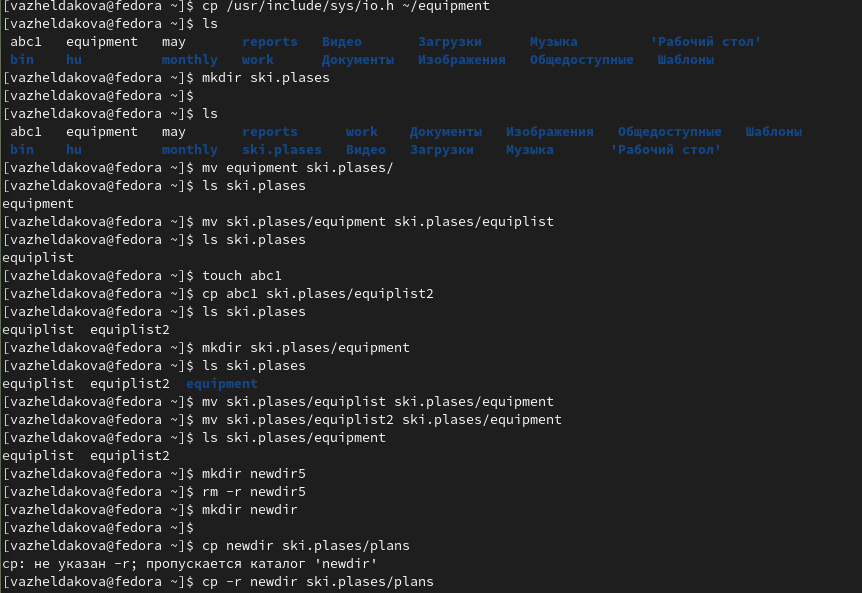 [vazheldakova@fedora ~]$ cp /usr/include/sys/io.h ~/equipment
[vazheldakova@fedora ~]$ ls
abc1 equipment may reports Видео Загрузки Музыка 'Рабочий стол'
bin hu monthly work Документы Изображения Общедоступные Шаблоны
[vazheldakova@fedora ~]$ mkdir ski.plases
[vazheldakova@fedora ~]$
[vazheldakova@fedora ~]$ ls
abc1 equipment may reports work Документы Изображения Общедоступные Шаблоны
bin hu monthly ski.plases Видео Загрузки Музыка 'Рабочий стол'
[vazheldakova@fedora ~]$ mv equipment ski.plases/
[vazheldakova@fedora ~]$ ls ski.plases
equipment
[vazheldakova@fedora ~]$ mv ski.plases/equipment ski.plases/equiplist
[vazheldakova@fedora ~]$ ls ski.plases
equiplist
[vazheldakova@fedora ~]$ touch abc1
[vazheldakova@fedora ~]$ cp abc1 ski.plases/equiplist2
[vazheldakova@fedora ~]$ ls ski.plases
equiplist equiplist2
[vazheldakova@fedora ~]$ mkdir ski.plases/equipment
[vazheldakova@fedora ~]$ ls ski.plases
equiplist equiplist2 equipment
[vazheldakova@fedora ~]$ mv ski.plases/equiplist ski.plases/equipment
[vazheldakova@fedora ~]$ mv ski.plases/equiplist2 ski.plases/equipment
[vazheldakova@fedora ~]$ ls ski.plases/equipment
equiplist equiplist2
[vazheldakova@fedora ~]$ mkdir newdir5
[vazheldakova@fedora ~]$ rm -r newdir5
[vazheldakova@fedora ~]$ mkdir newdir
[vazheldakova@fedora ~]$
[vazheldakova@fedora ~]$ cp newdir ski.plases/plans
cp: не указан -r; пропускается каталог 'newdir'
[vazheldakova@fedora ~]$ cp -r newdir ski.plases/plans